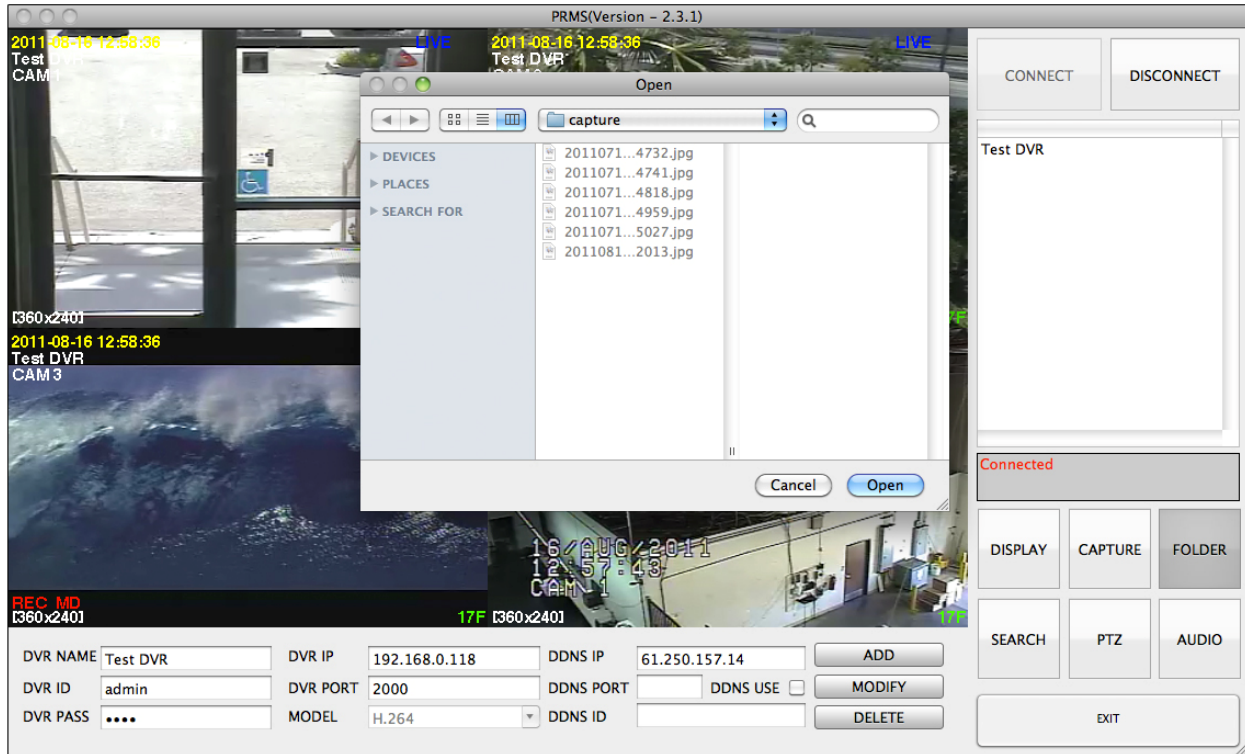 PRMS(Version - 2.3.1)
2011-08-16 12:58:36 LIVE
Test DVR
CAM 1
[360x240]
2011-08-16 12:58:36 LIVE
Test DVR
17F
Open
capture
DEVICES
PLACES
SEARCH FOR
2011071...4732.jpg
2011071...4741.jpg
2011071...4818.jpg
2011071...4959.jpg
2011071...5027.jpg
2011081...2013.jpg
Cancel Open
2011-08-16 12:58:36
Test DVR
CAM 3
REC MD
[360x240] 17F
16/AUG/2011
12:57:43
CAM 1
[360x240] 17F
CONNECT DISCONNECT
Test DVR
Connected
DISPLAY CAPTURE FOLDER
SEARCH PTZ AUDIO
EXIT
DVR NAME Test DVR DVR IP 192.168.0.118 DDNS IP 61.250.157.14 ADD
DVR ID admin DVR PORT 2000 DDNS PORT DDNS USE MODIFY
DVR PASS •••• MODEL H.264 DDNS ID DELETE